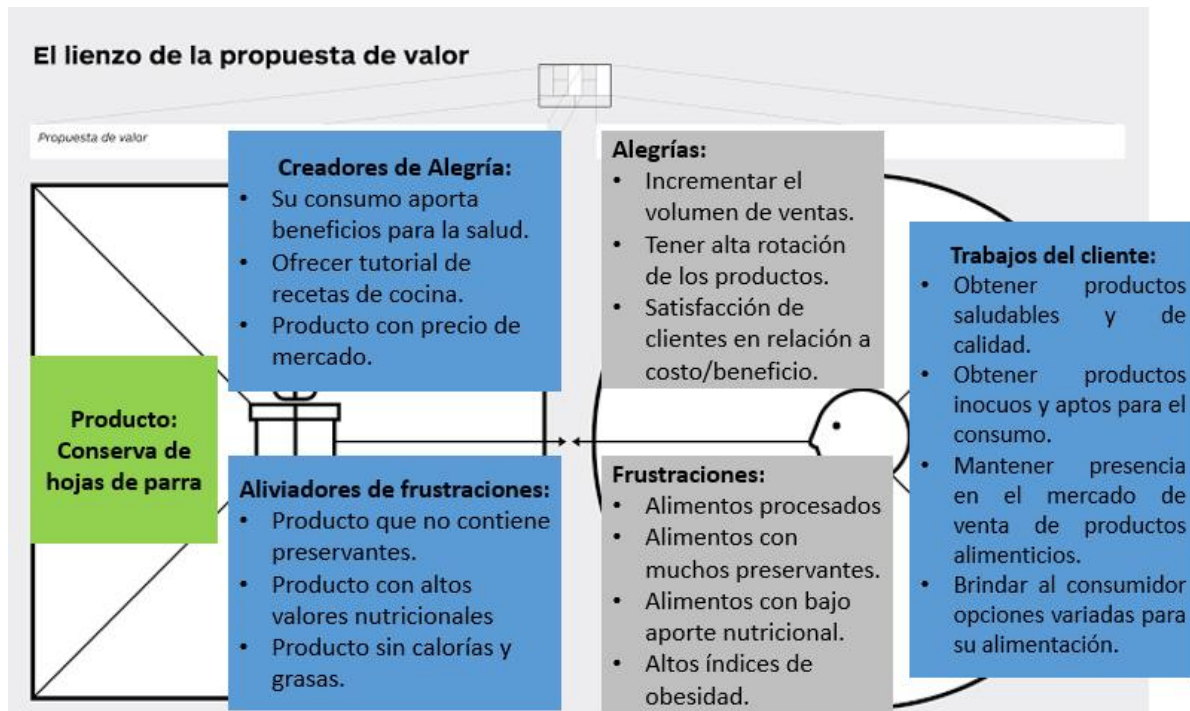 El lienzo de la propuesta de valor
Propuesta de valor
Creadores de Alegría:
• Su consumo aporta
beneficios para la salud.
• Ofrecer tutorial de
recetas de cocina.
• Producto con precio de
mercado.
Producto:
Conserva de
hojas de parra
Aliviadores de frustraciones:
• Producto que no contiene
preservantes.
• Producto con altos
valores nutricionales
• Producto sin calorías y
grasas.
Alegrías:
• Incrementar el
volumen de ventas.
• Tener alta rotación
de los productos.
• Satisfacción de
clientes en relación a
costo/beneficio.
Frustraciones:
• Alimentos procesados
• Alimentos con
muchos preservantes.
• Alimentos con bajo
aporte nutricional.
• Altos índices de
obesidad.
Trabajos del cliente:
• Obtener productos
saludables y de
calidad.
• Obtener productos
inocuos y aptos para el
consumo.
• Mantener presencia
en el mercado de
venta de productos
alimenticios.
• Brindar al consumidor
opciones variadas para
su alimentación.